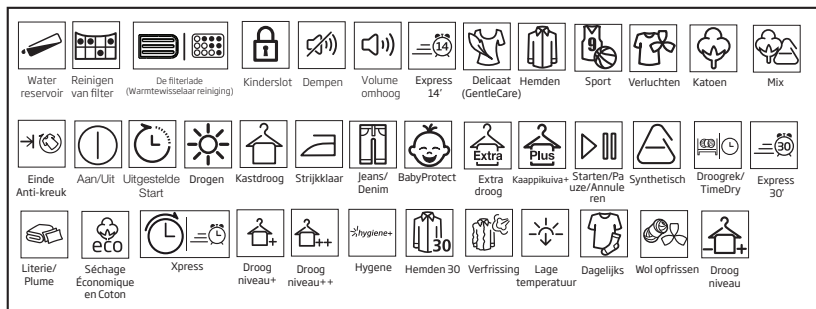 14
9
Water
reservoir
Reinigen
van filter
De filterlade
(Warmtewisselaar reiniging)
Kinderslot
Dempen
Volume
omhoog
Express
14'
Delicaat
(GentleCare)
Hemden
Sport
Verluchten
Katoen
Mix
Extra
Plus
30
Einde
Anti-kreuk
Aan/Uit
Uitgestelde
Start
Drogen
Kastdroog
Strijkklaar
Jeans/
Denim
BabyProtect
Extra
droog
Kaappikuiva+
Starten/Pa
uze/Annule
ren
Synthetisch
Droogrek/
TimeDry
Express
30'
eco
+
++
hygiene+
30
- +
Literie/
Plume
Séchage
Économique
en Coton
Xpress
Droog
niveau+
Droog
niveau++
Hygene
Hemden 30
Verfrissing
Lage
temperatuur
Dagelijks
Wol opfrissen
Droog
niveau